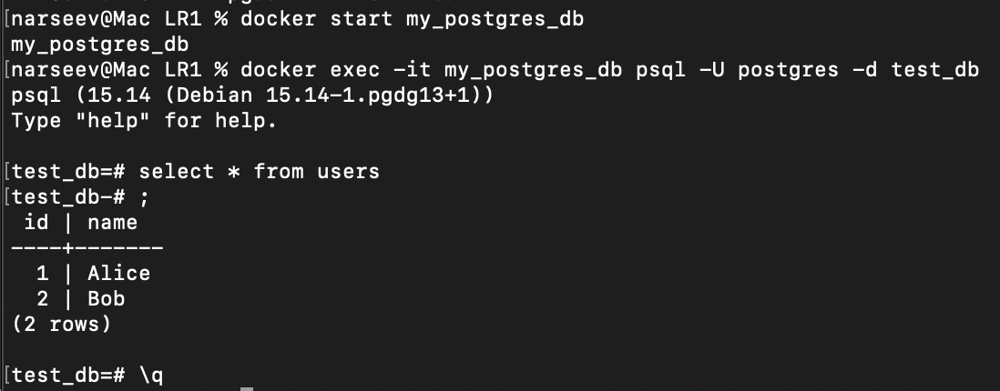 [narseev@Mac LR1 % docker start my_postgres_db
my_postgres_db
[narseev@Mac LR1 % docker exec -it my_postgres_db psql -U postgres -d test_db
psql (15.14 (Debian 15.14-1.pgdg13+1))
Type "help" for help.
[test_db=# select * from users
[test_db-# ;
 id | name
----+-------
  1 | Alice
  2 | Bob
(2 rows)
[test_db=# \q